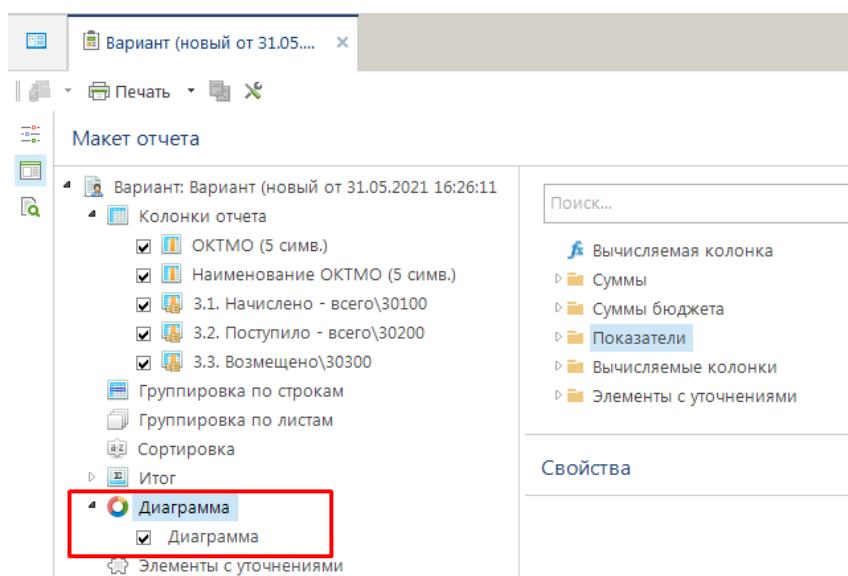 Вариант (новый от 31.05....
Печать
Макет отчета
Вариант: Вариант (новый от 31.05.2021 16:26:11
Колонки отчета
ОКТМО (5 симв.)
Наименование ОКТМО (5 симв.)
3.1. Начислено - всего\30100
3.2. Поступило - всего\30200
3.3. Возмещено\30300
Группировка по строкам
Группировка по листам
Сортировка
Итог
Диаграмма
Диаграмма
Элементы с уточнениями
Поиск...
Вычисляемая колонка
Суммы
Суммы бюджета
Показатели
Вычисляемые колонки
Элементы с уточнениями
Свойства